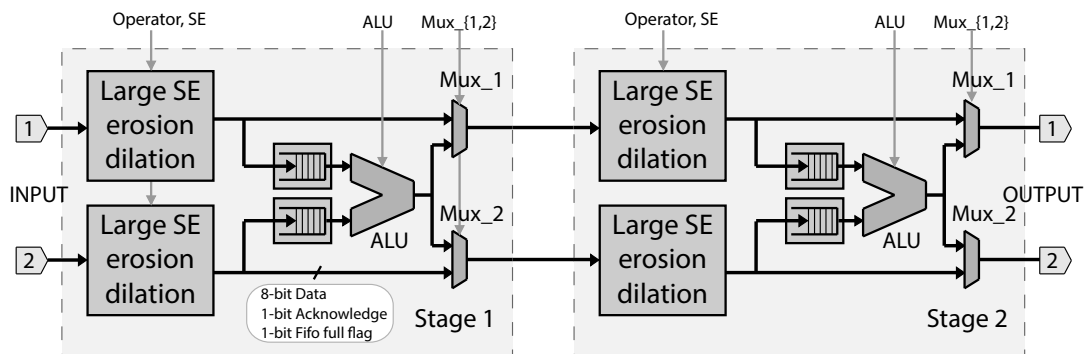 Operator, SE
ALU
Mux_{1,2}
Operator, SE
ALU
Mux_{1,2}
Large SE
erosion
dilation
Mux_1
Large SE
erosion
dilation
Mux_1
1
1
INPUT
OUTPUT
Large SE
erosion
dilation
ALU
Mux_2
Large SE
erosion
dilation
ALU
Mux_2
2
2
8-bit Data
1-bit Acknowledge
1-bit Fifo full flag
Stage 1
Stage 2